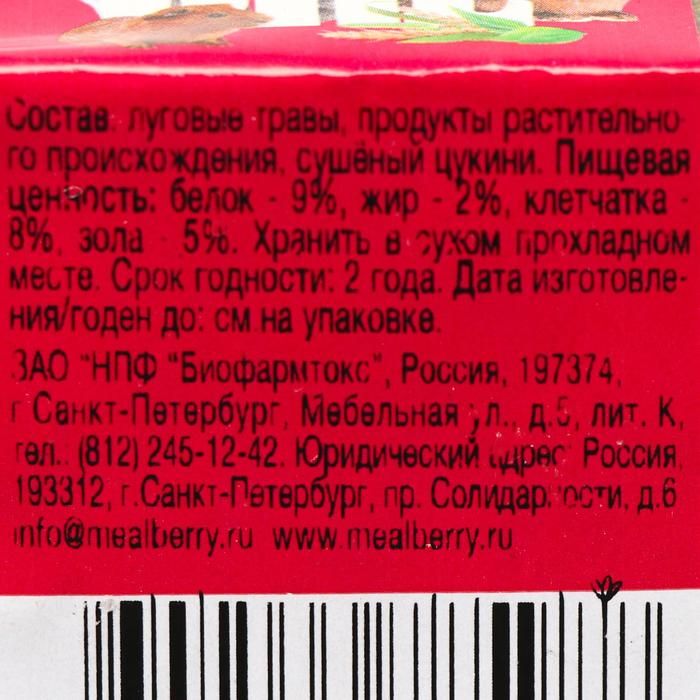 Состав: луговые травы, продукты растительно-
го происхождения, сушёный цукини. Пищевая
ценность: белок - 9%, жир - 2%, клетчатка -
8%, зола - 5%. Хранить в сухом прохладном
месте. Срок годности: 2 года. Дата изготовле-
ния/годен до: см на упаковке.
ЗАО "НПФ "Биофармтокс", Россия, 197374,
г Санкт-Петербург, Мебельная ул., д.5, лит. К,
тел.: (812) 245-12-42. Юридический адрес: Россия,
193312, г.Санкт-Петербург, пр. Солидарности, д.6
info@mealberry.ru www.mealberry.ru